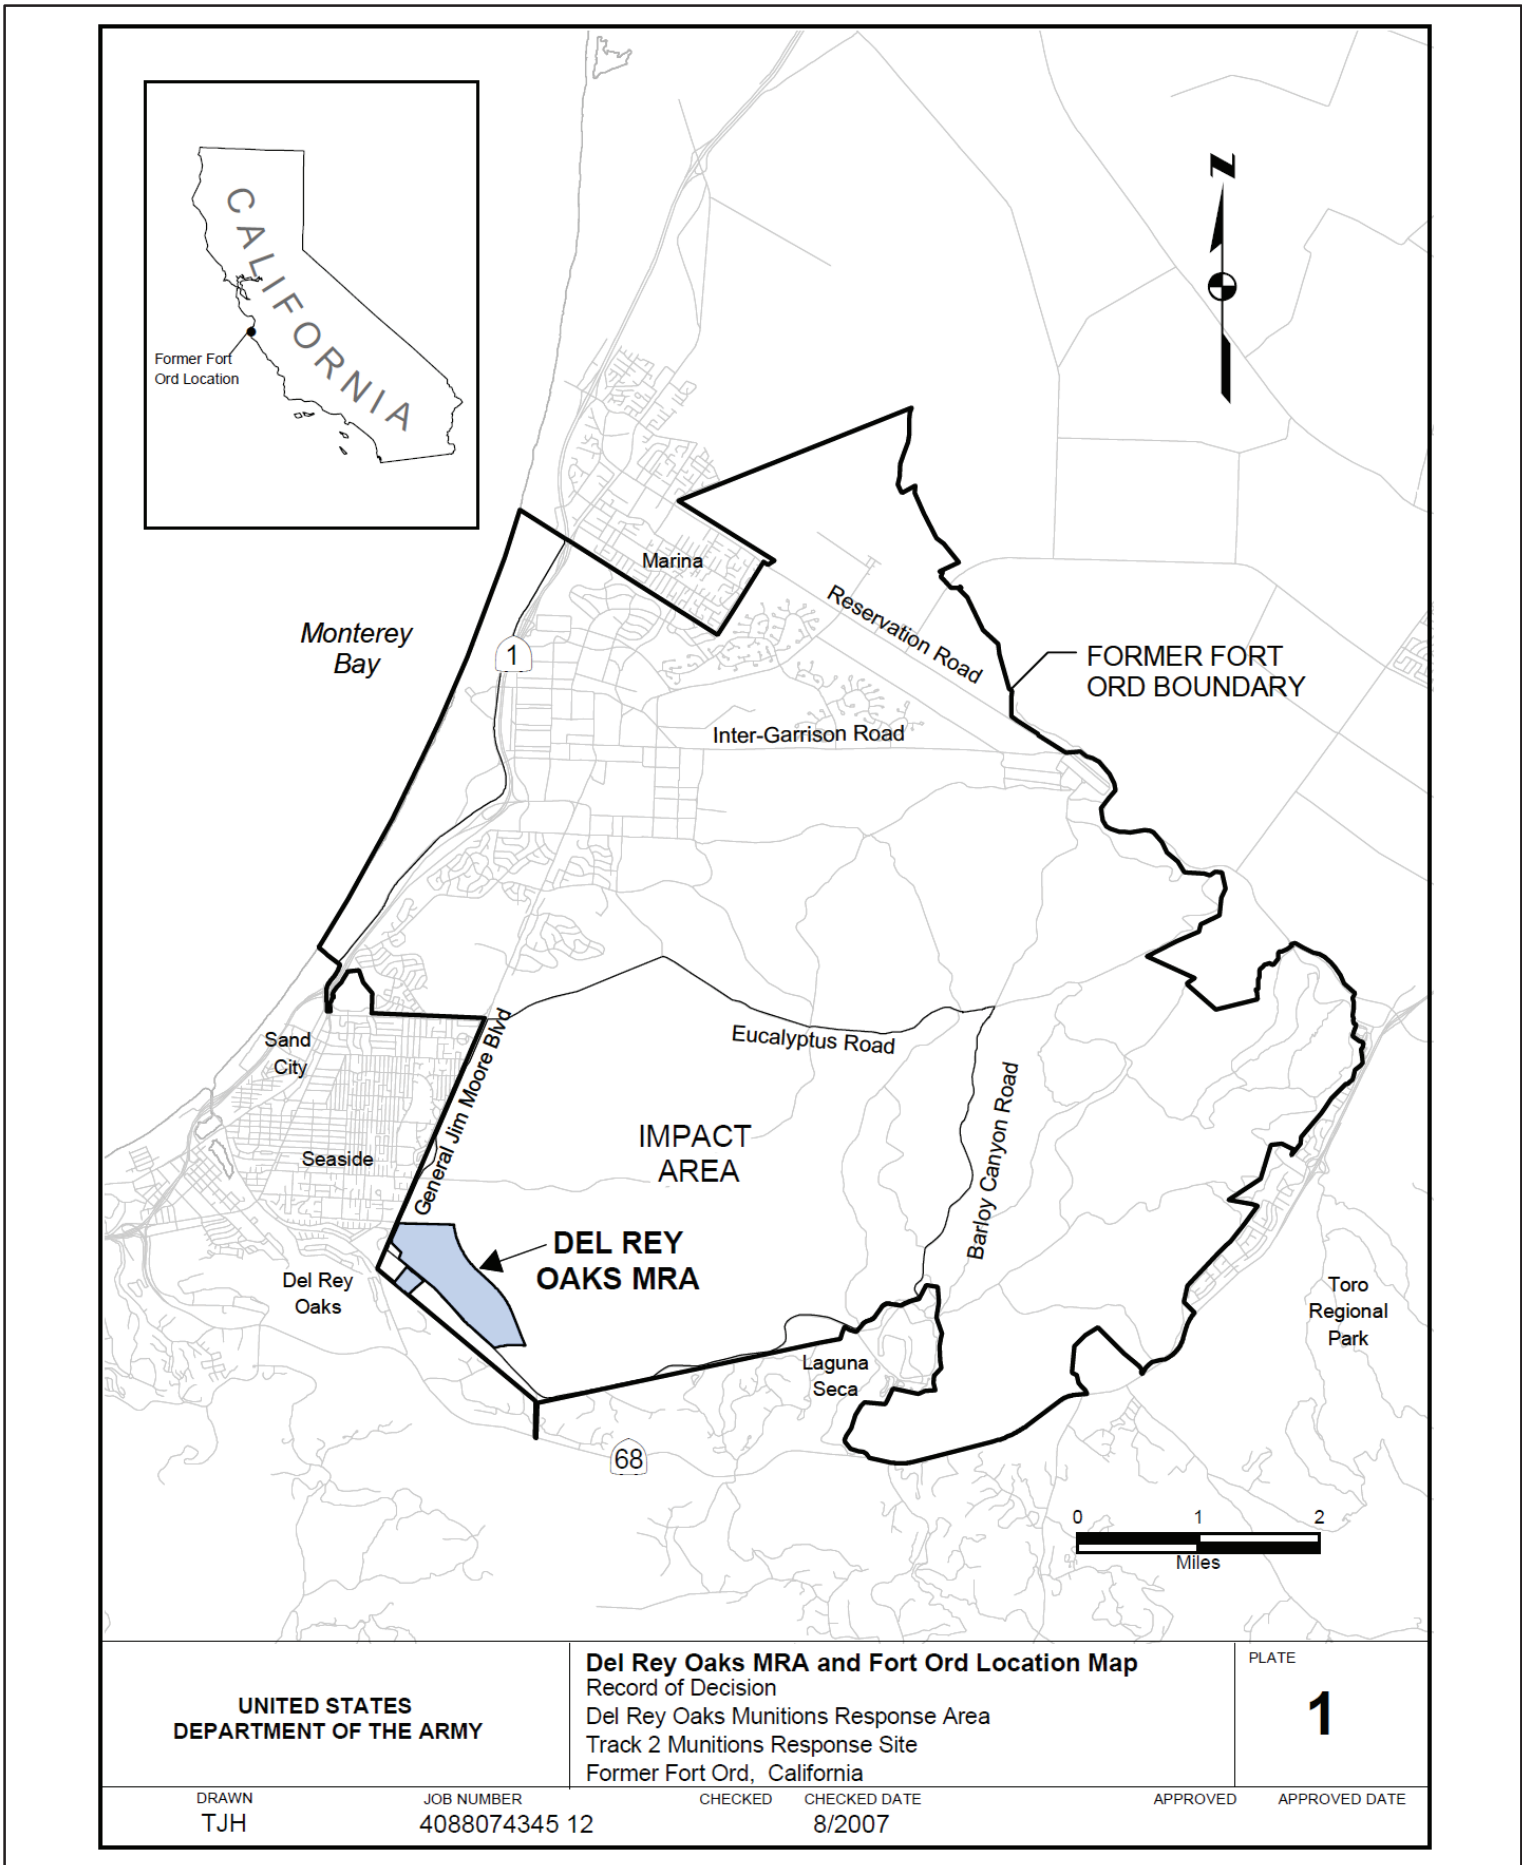 CALIFORNIA
Former Fort
Ord Location
N
Marina
Monterey
Bay
1
Reservation Road
FORMER FORT
ORD BOUNDARY
Inter-Garrison Road
Sand
City
General Jim Moore Blvd
Eucalyptus Road
Barloy Canyon Road
IMPACT
AREA
Seaside
DEL REY
OAKS MRA
Del Rey
Oaks
Toro
Regional
Park
Laguna
Seca
68
0 1 2
Miles
UNITED STATES
DEPARTMENT OF THE ARMY
Del Rey Oaks MRA and Fort Ord Location Map
Record of Decision
Del Rey Oaks Munitions Response Area
Track 2 Munitions Response Site
Former Fort Ord, California
PLATE
1
DRAWN
TJH
JOB NUMBER
4088074345 12
CHECKED
CHECKED DATE
8/2007
APPROVED
APPROVED DATE